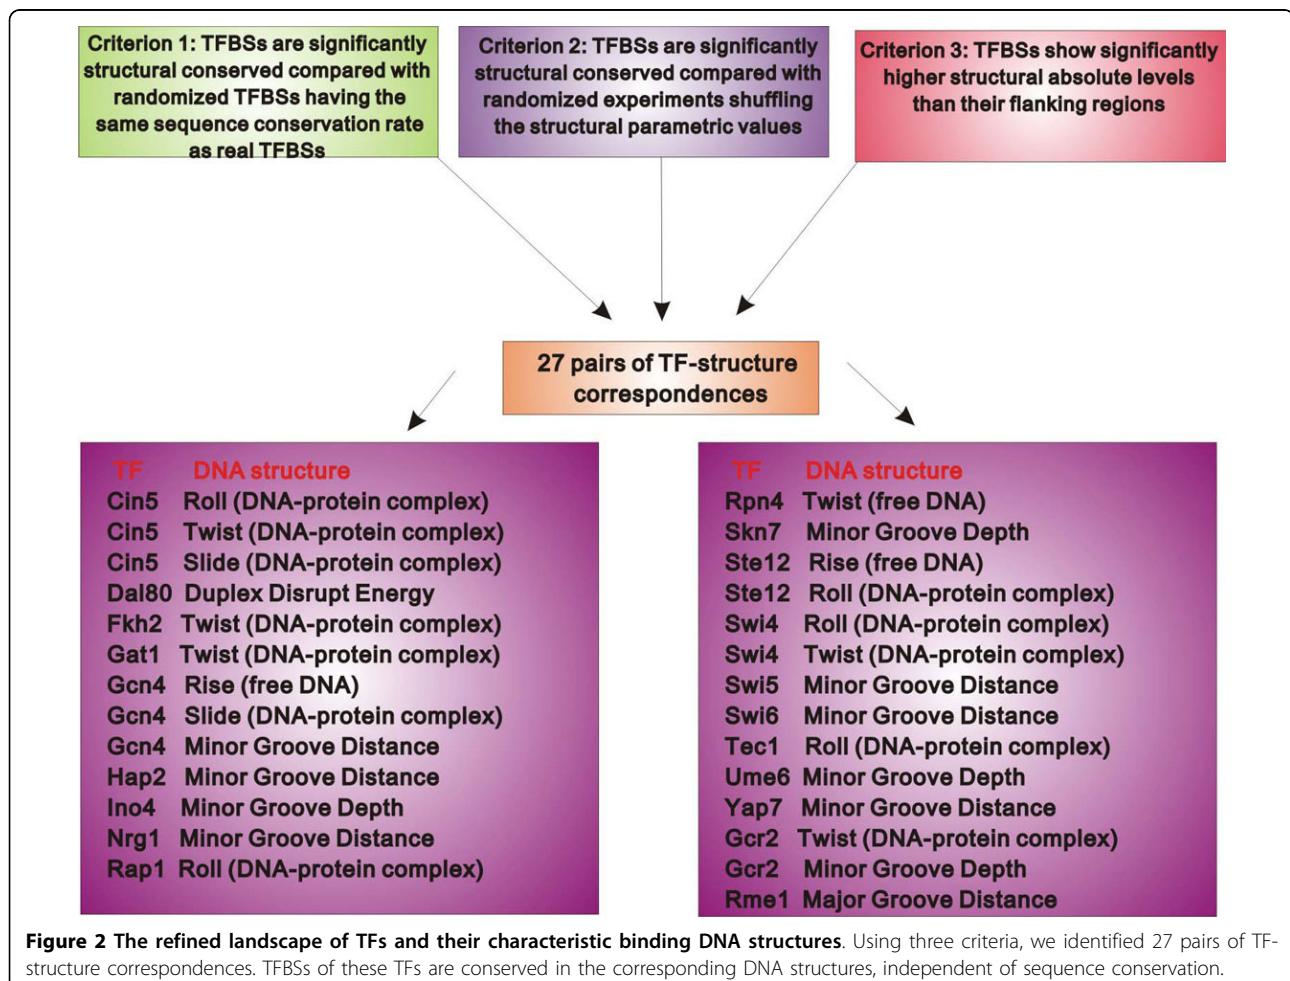 Criterion 1: TFBSs are significantly
structural conserved compared with
randomized TFBSs having the
same sequence conservation rate
as real TFBSs
Criterion 2: TFBSs are significantly
structural conserved compared with
randomized experiments shuffling
the structural parametric values
Criterion 3: TFBSs show significantly
higher structural absolute levels
than their flanking regions
27 pairs of TF-structure
correspondences
TF DNA structure
Cin5 Roll (DNA-protein complex)
Cin5 Twist (DNA-protein complex)
Cin5 Slide (DNA-protein complex)
Dal80 Duplex Disrupt Energy
Fkh2 Twist (DNA-protein complex)
Gat1 Twist (DNA-protein complex)
Gcn4 Rise (free DNA)
Gcn4 Slide (DNA-protein complex)
Gcn4 Minor Groove Distance
Hap2 Minor Groove Distance
Ino4 Minor Groove Depth
Nrg1 Minor Groove Distance
Rap1 Roll (DNA-protein complex)
TF DNA structure
Rpn4 Twist (free DNA)
Skn7 Minor Groove Depth
Ste12 Rise (free DNA)
Ste12 Roll (DNA-protein complex)
Swi4 Roll (DNA-protein complex)
Swi4 Twist (DNA-protein complex)
Swi5 Minor Groove Distance
Swi6 Minor Groove Distance
Tec1 Roll (DNA-protein complex)
Ume6 Minor Groove Depth
Yap7 Minor Groove Distance
Gcr2 Twist (DNA-protein complex)
Gcr2 Minor Groove Depth
Rme1 Major Groove Distance
Figure 2 The refined landscape of TFs and their characteristic binding DNA structures. Using three criteria, we identified 27 pairs of TF-
structure correspondences. TFBSs of these TFs are conserved in the corresponding DNA structures, independent of sequence conservation.